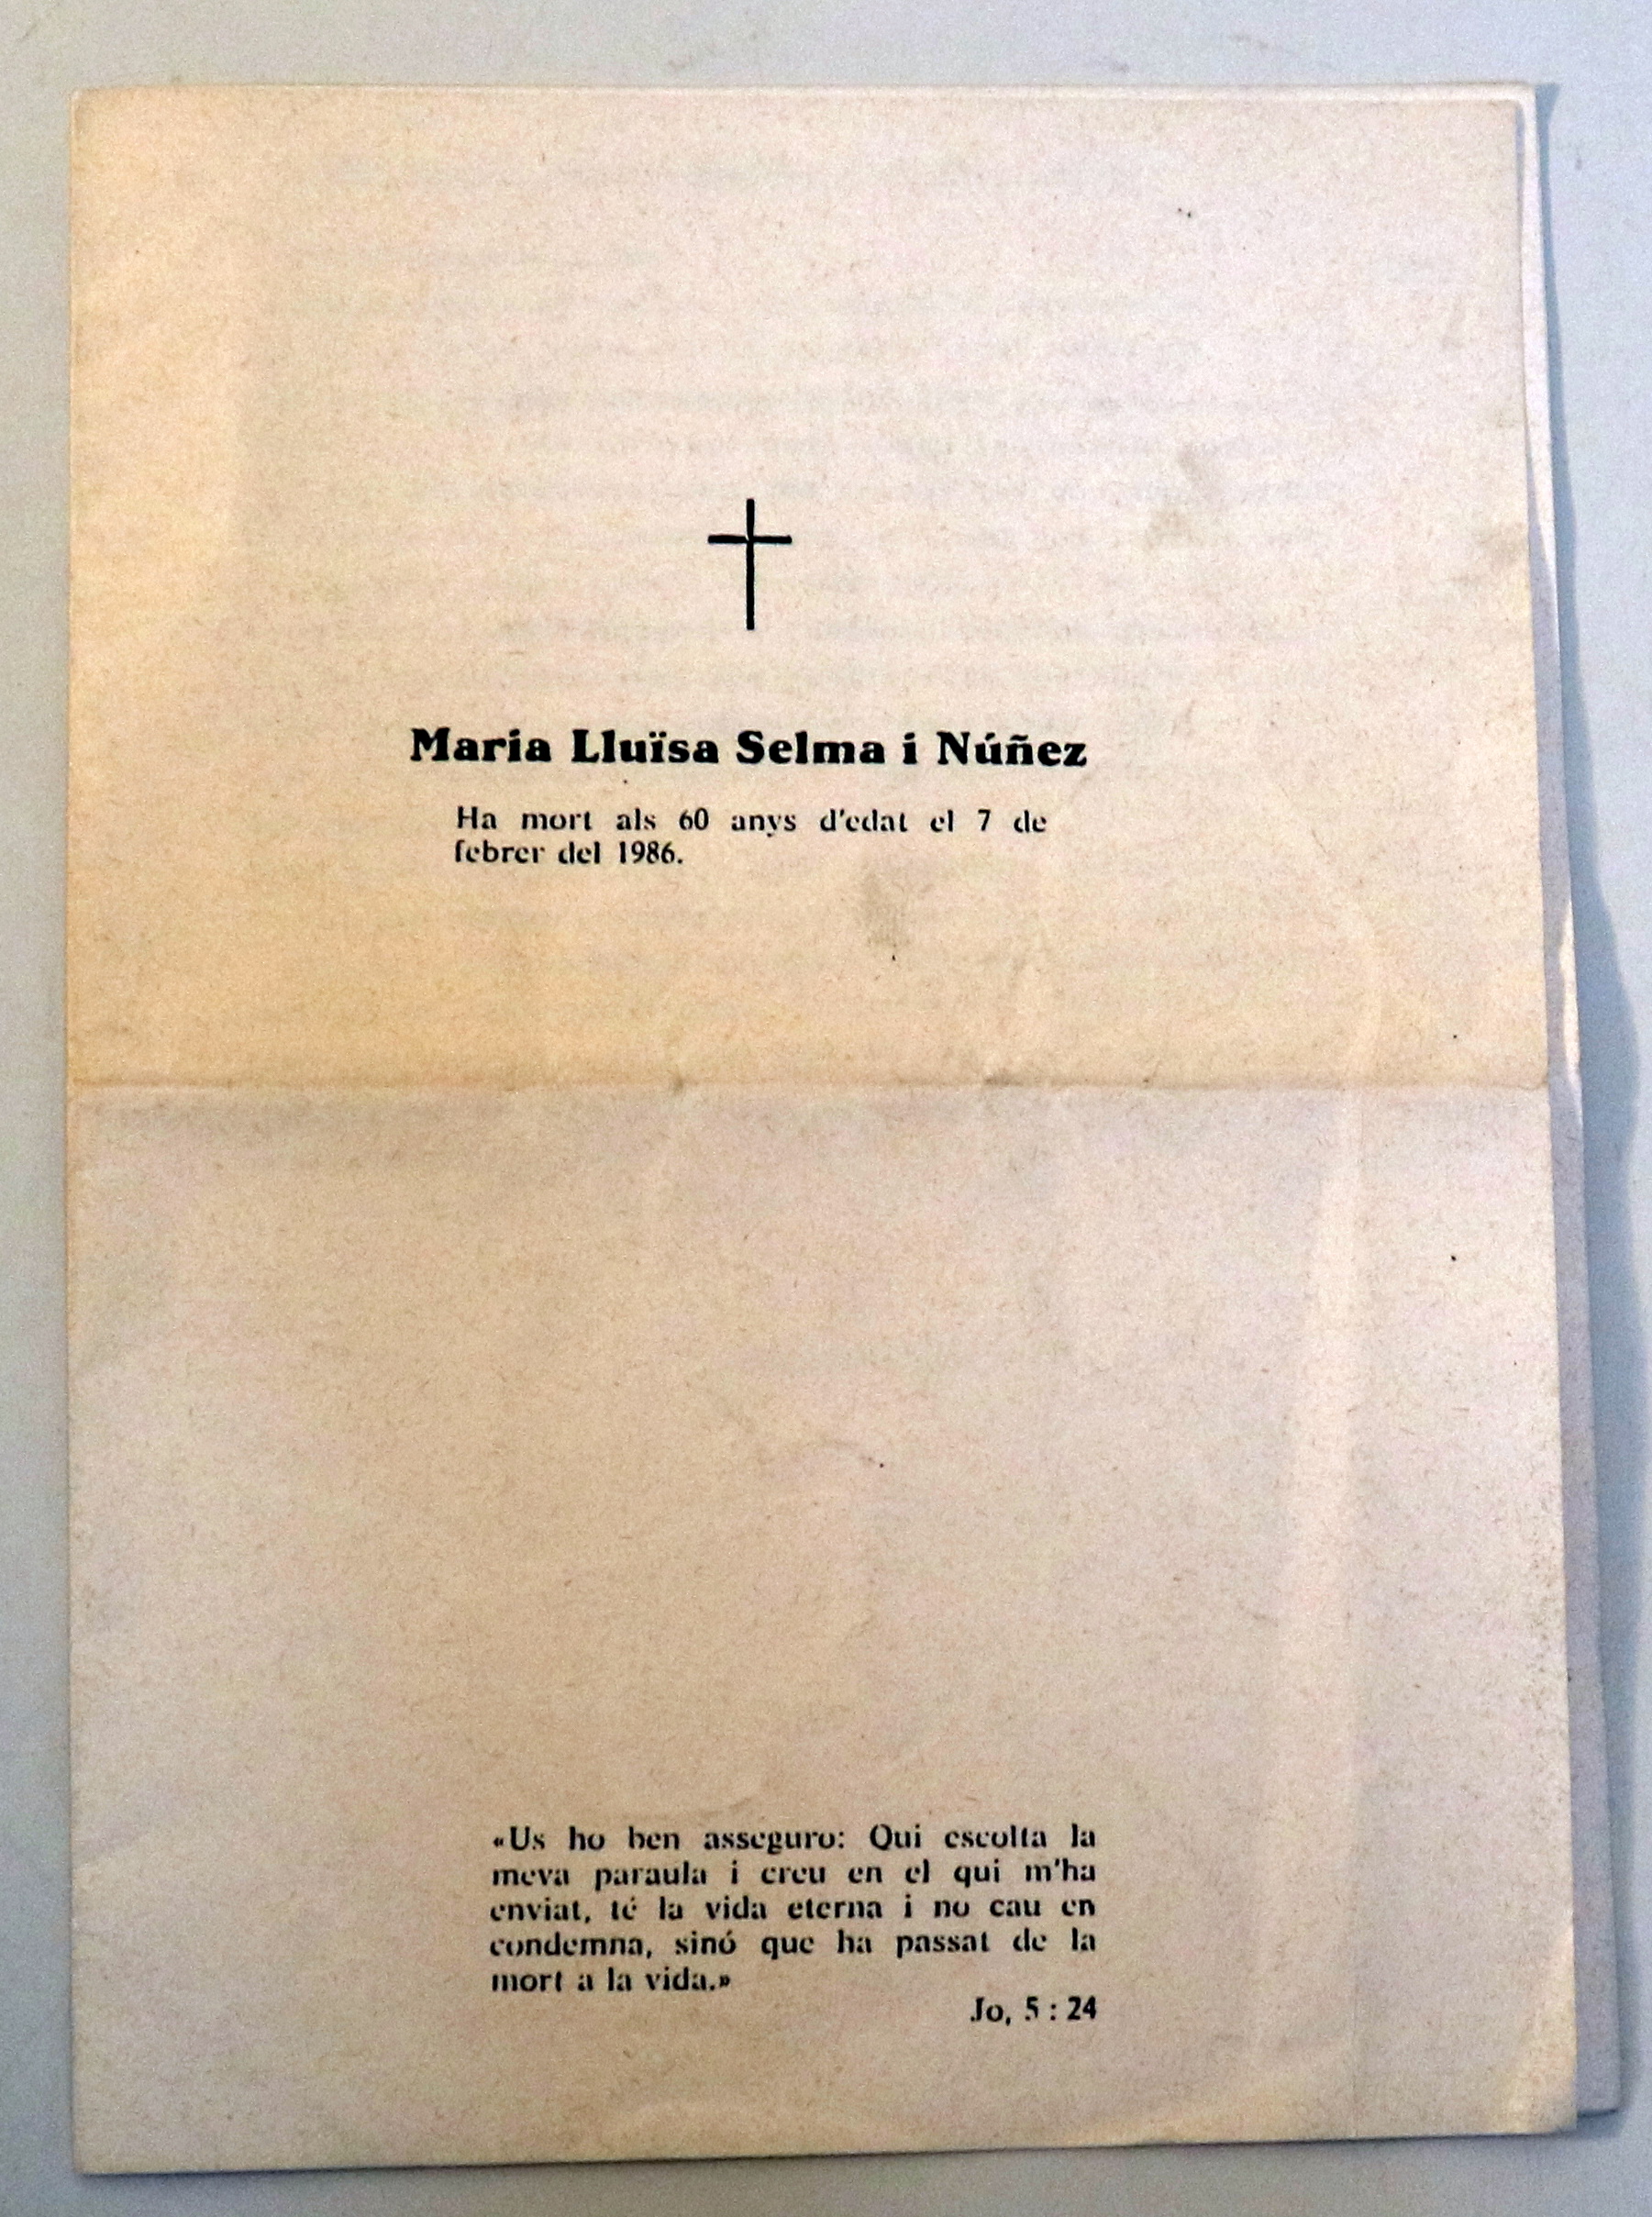 Maria Lluïsa Selma i Núñez
Ha mort als 60 anys d'edat el 7 de
febrer del 1986.
«Us ho ben asseguro: Qui escolta la
meva paraula i creu en el qui m'ha
enviat, té la vida eterna i no cau en
condemna, sinó que ha passat de la
mort a la vida.»
Jo, 5 : 24